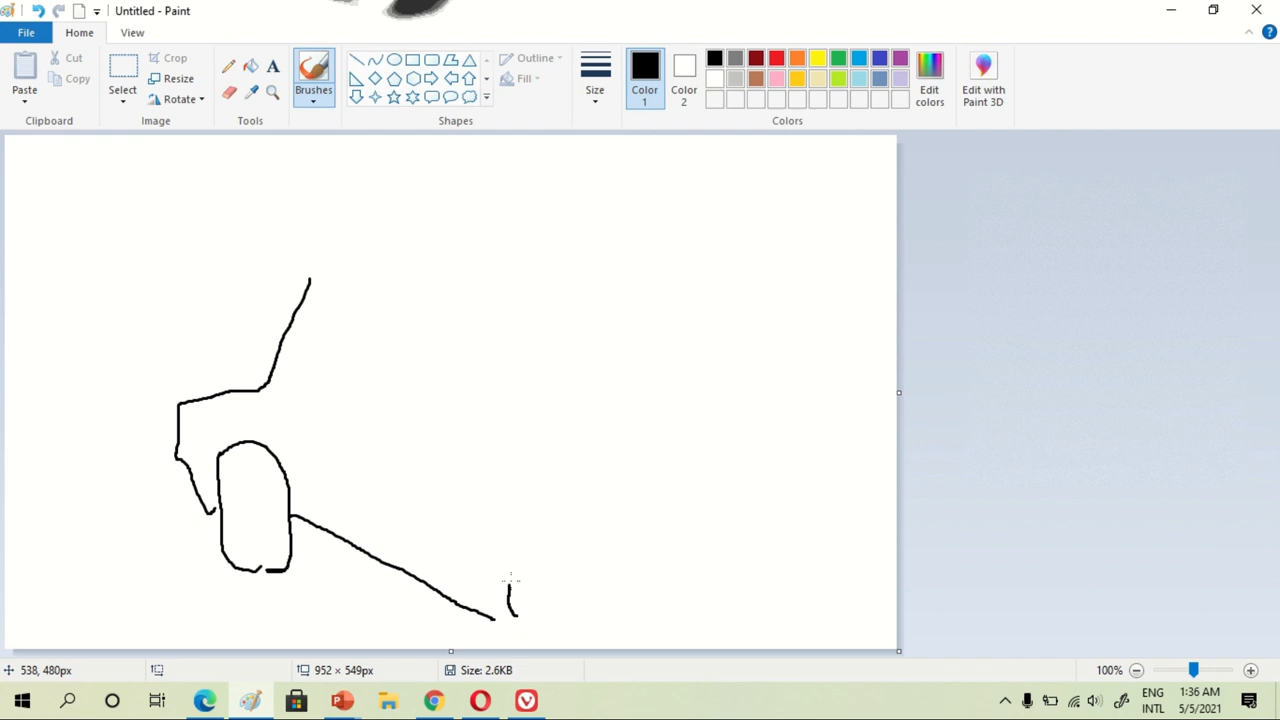 Untitled - Paint
File Home View
Paste
Cut
Copy
Clipboard
Select
Crop
Resize
Rotate
Image
A
Tools
Brushes
Outline
Fill
Shapes
Size
Color 1
Color 2
Edit colors
Colors
Edit with Paint 3D
538, 480px
952 × 549px
Size: 2.6KB
100%
ENG
INTL
1:36 AM
5/5/2021